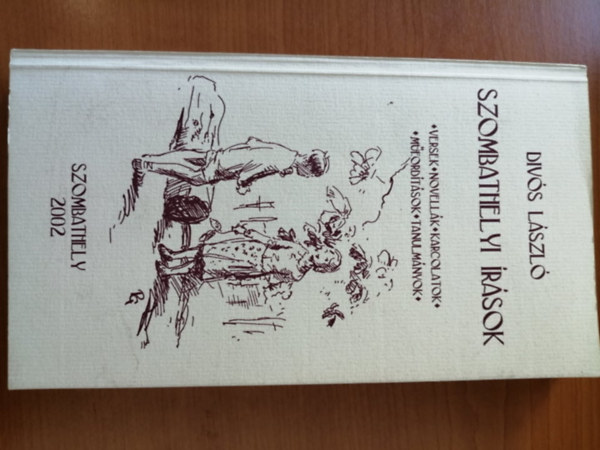 DIVÓS LÁSZLÓ
SZOMBATHELYI ÍRÁSOK
•VERSEK•NOVELLÁK•KARCOLATOK•
•MŰFORDÍTÁSOK•TANULMÁNYOK•
SZOMBATHELY
2002